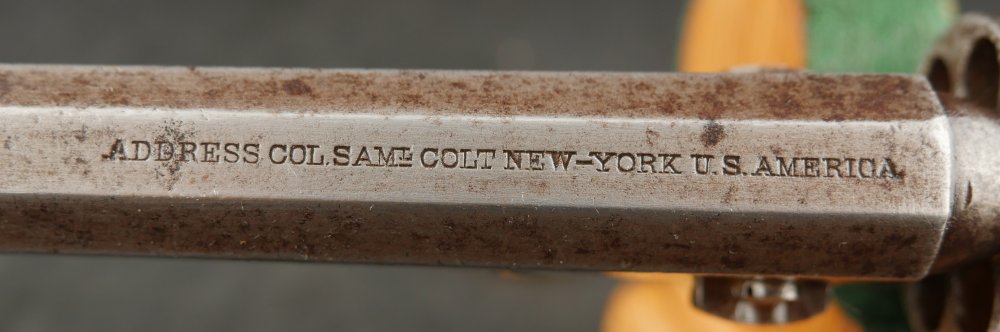 ADDRESS COL. SAML COLT NEW-YORK U.S. AMERICA